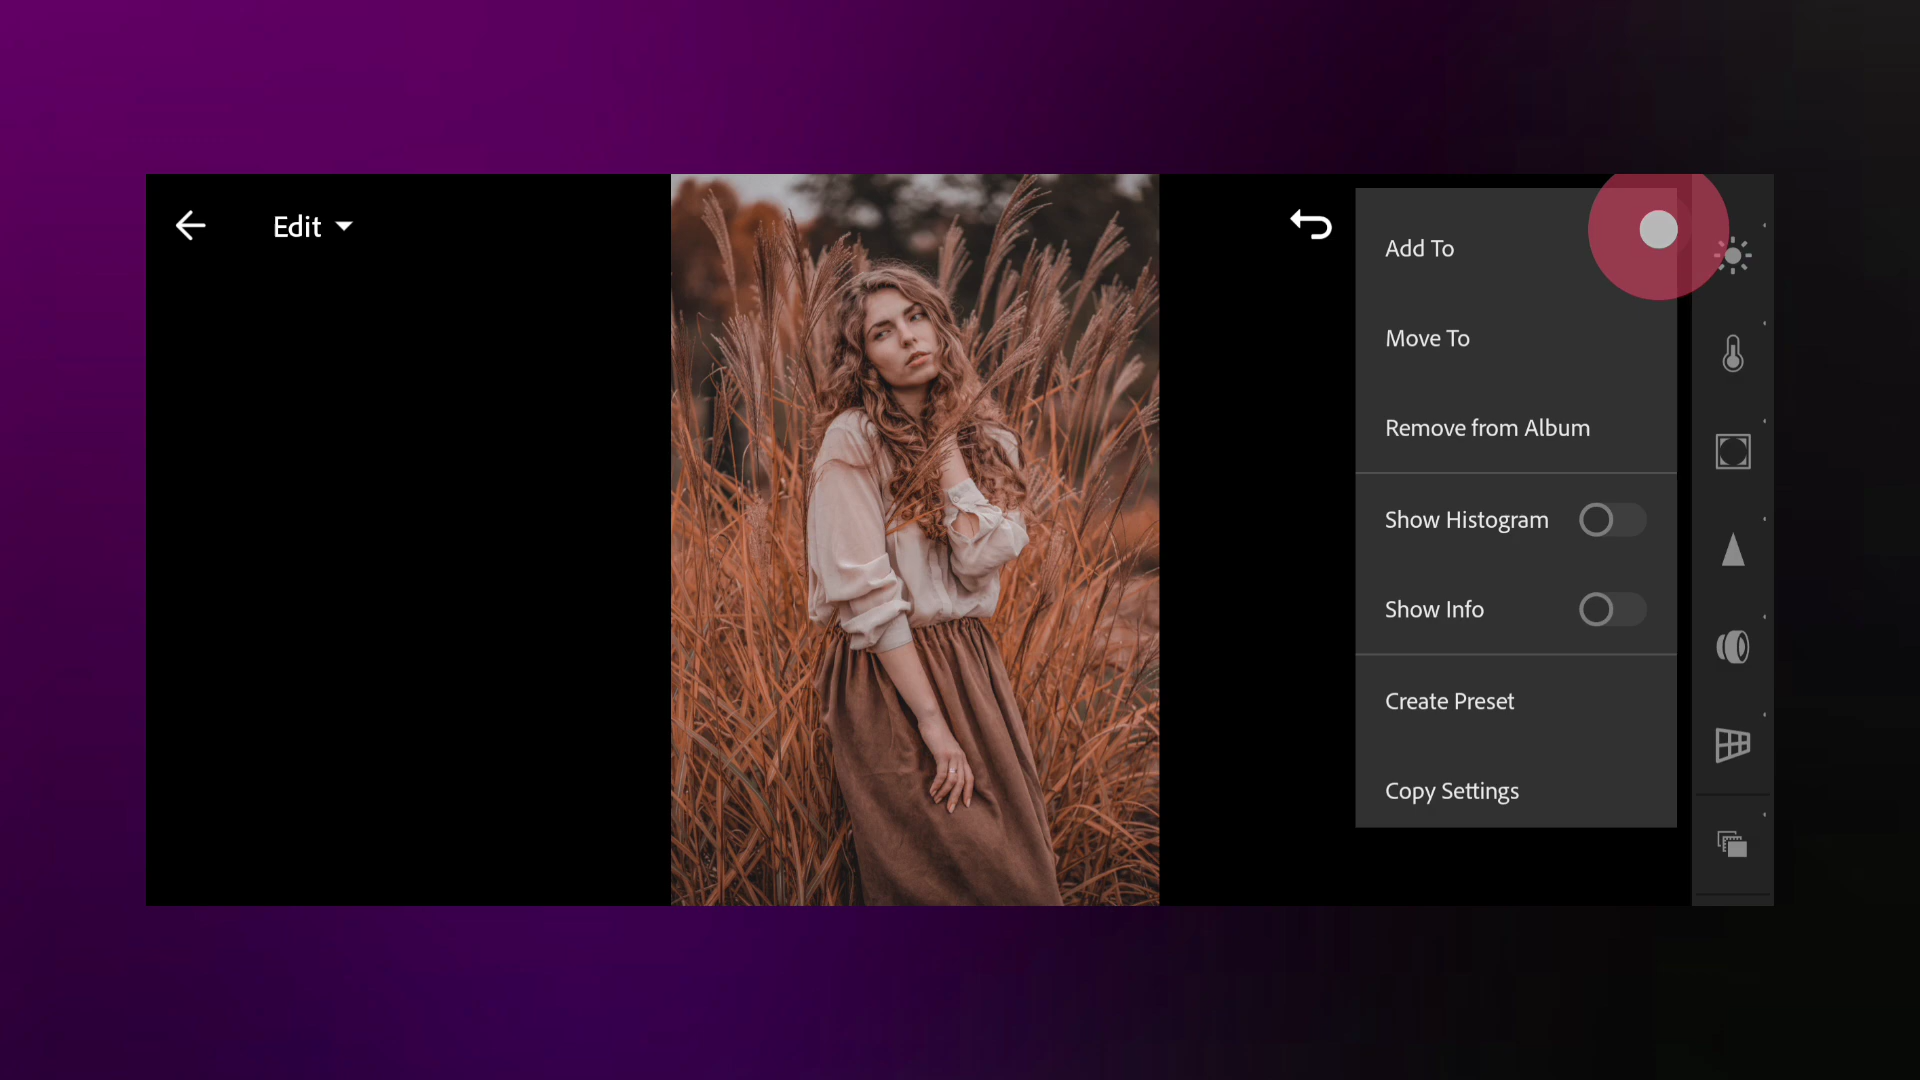 Edit
Add To
Move To
Remove from Album
Show Histogram
Show Info
Create Preset
Copy Settings